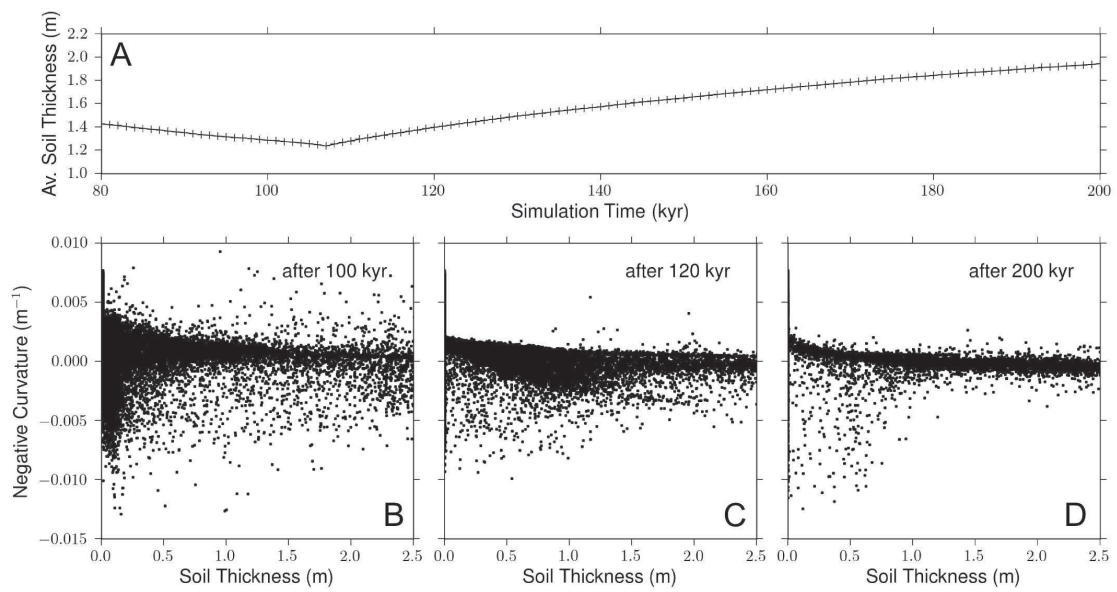 A
Av. Soil Thickness (m)
2.2
2.0
1.8
1.6
1.4
1.2
1.0
80 100 120 140 160 180 200
Simulation Time (kyr)
Negative Curvature (m⁻¹)
0.010
0.005
0.000
−0.005
−0.010
−0.015
after 100 kyr
B
0.0 0.5 1.0 1.5 2.0 2.5
Soil Thickness (m)
after 120 kyr
C
0.0 0.5 1.0 1.5 2.0 2.5
Soil Thickness (m)
after 200 kyr
D
0.0 0.5 1.0 1.5 2.0 2.5
Soil Thickness (m)